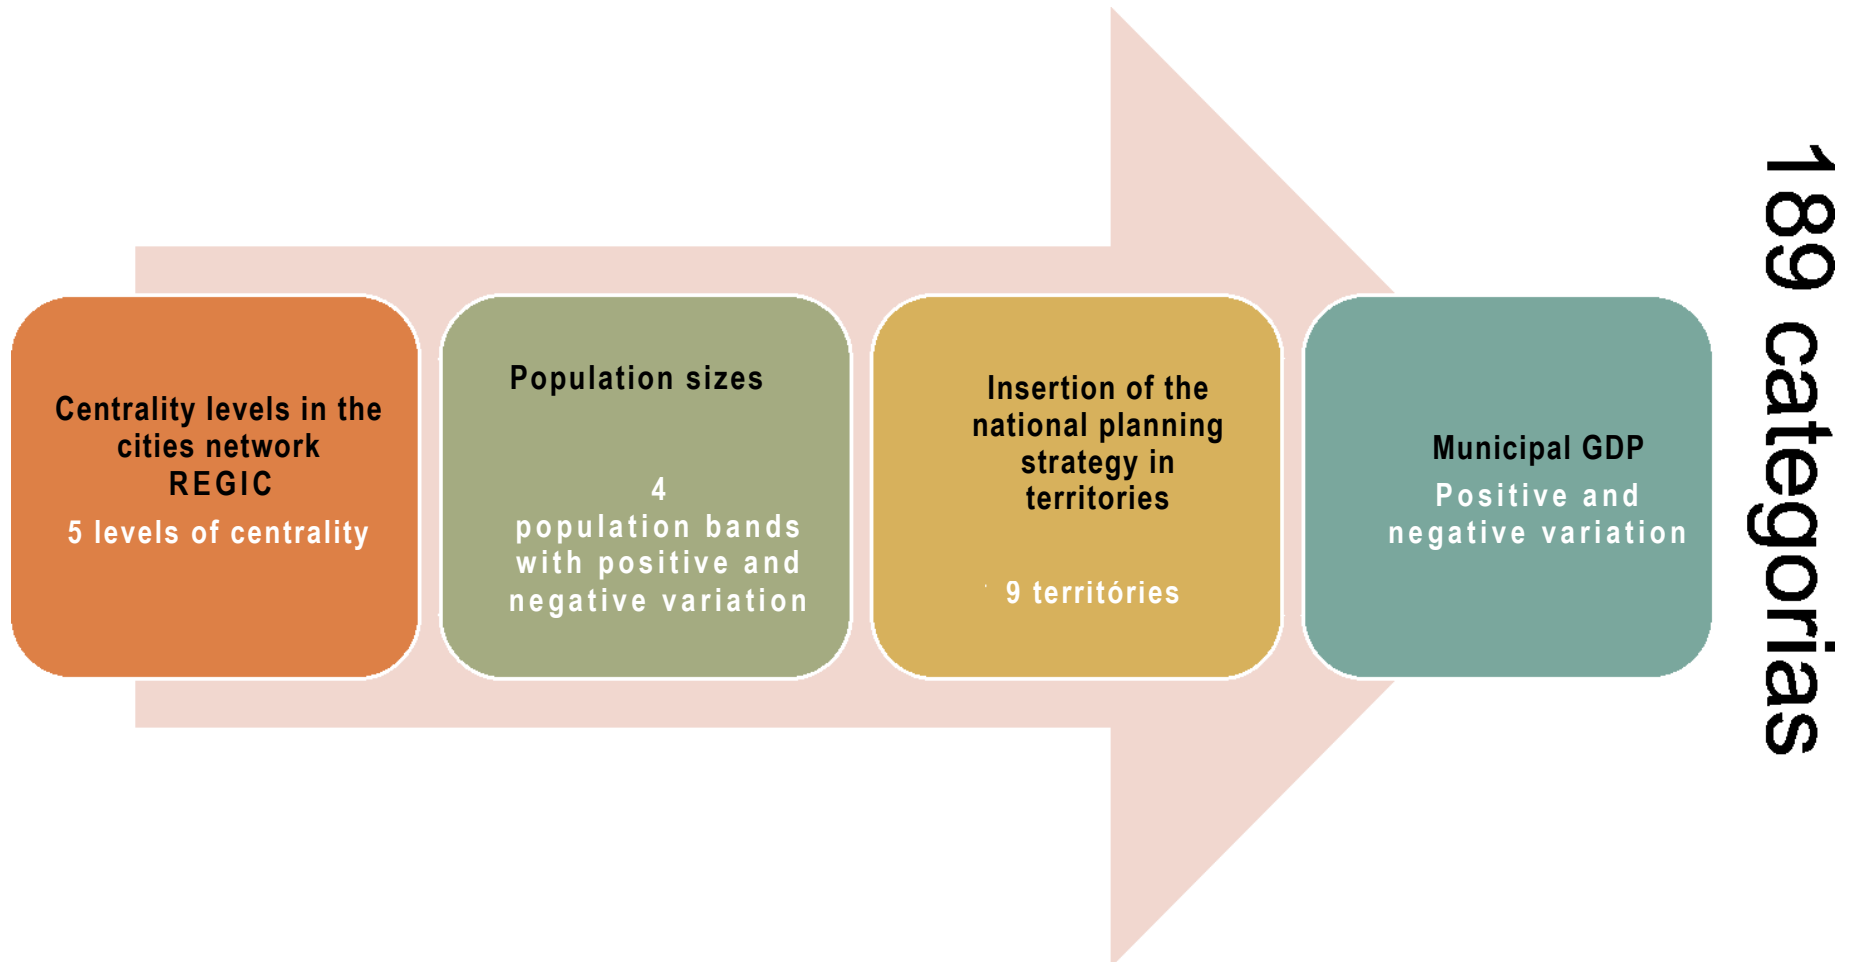 Centrality levels in the
cities network
REGIC
5 levels of centrality
Population sizes
4
population bands
with positive and
negative variation
Insertion of the
national planning
strategy in
territories
9 territóries
Municipal GDP
Positive and
negative variation
189 categorias